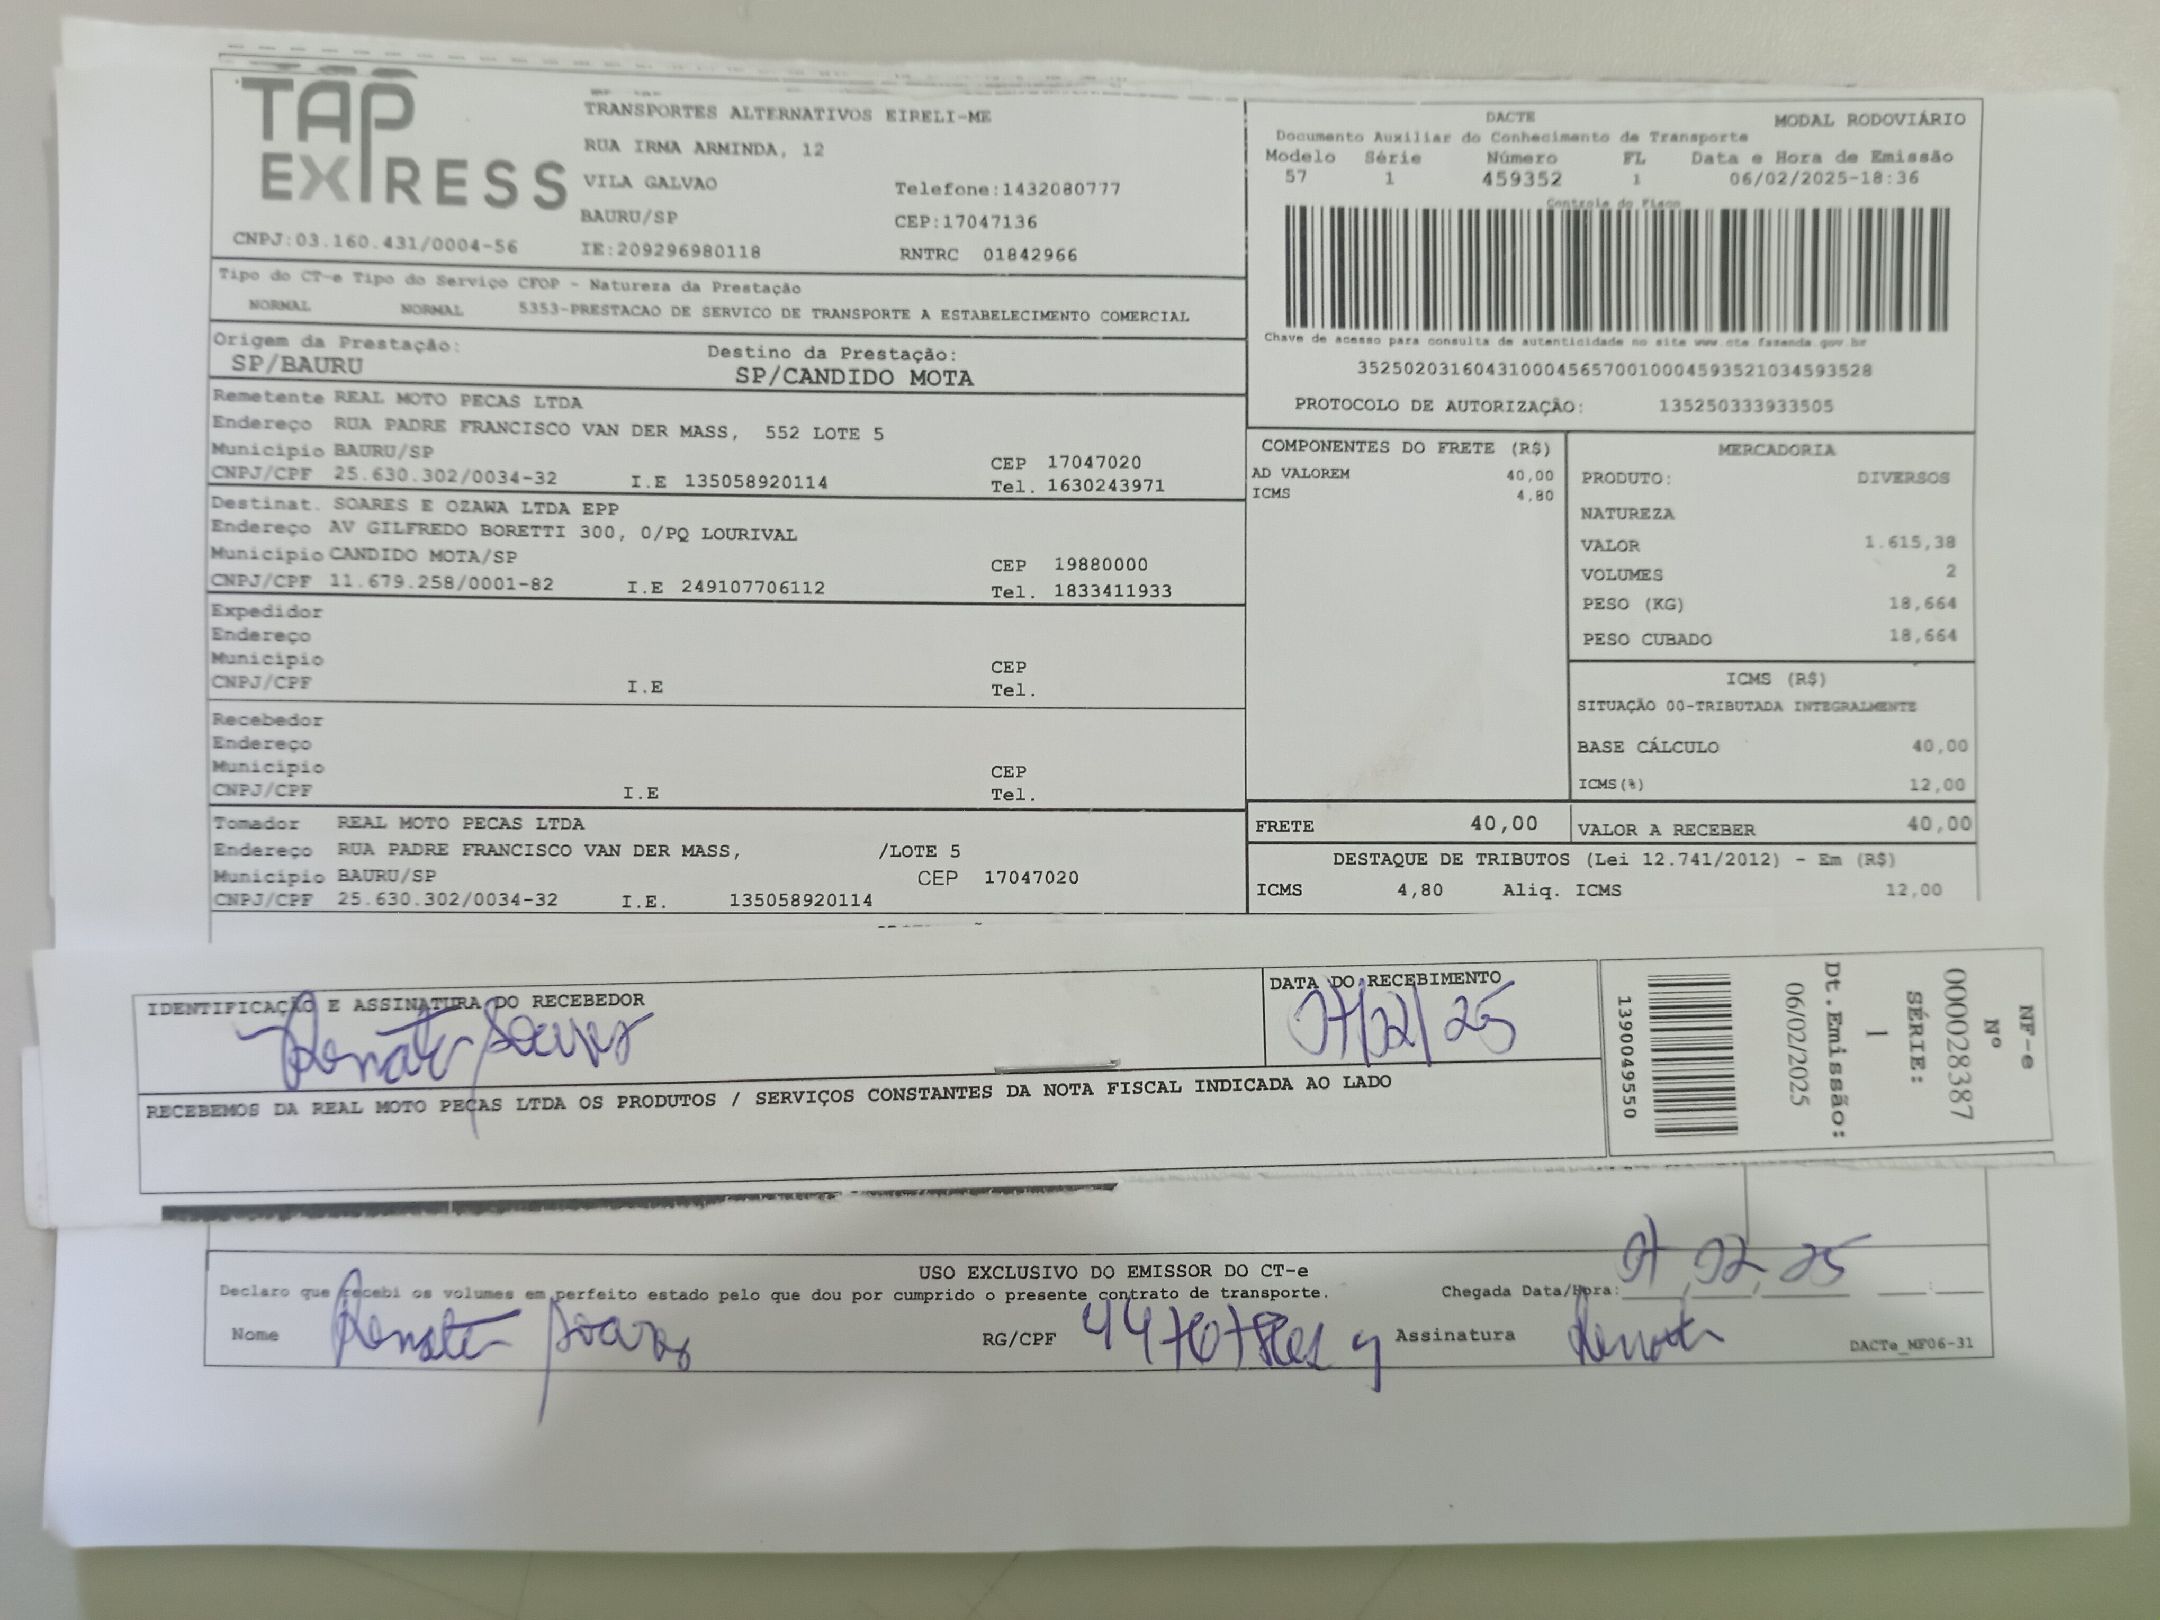 TAP
EXPRESS
CNPJ:03.160.431/0004-56
TRANSPORTES ALTERNATIVOS EIRELI-ME
RUA IRMA ARMINDA, 12
VILA GALVAO
Telefone:1432080777
BAURU/SP
CEP:17047136
IE:209296980118
RNTRC 01842966
DACTE
MODAL RODOVIÁRIO
Documento Auxiliar do Conhecimento de Transporte
Modelo Série Número FL Data e Hora de Emissão
57 1 459352 1 06/02/2025-18:36
Controle do Fisco
Chave de acesso para consulta de autenticidade no site www.cte.fazenda.gov.br
35250203160431000456570010004593521034593528
PROTOCOLO DE AUTORIZAÇÃO: 135250333933505
Tipo do CT-e Tipo do Serviço CFOP - Natureza da Prestação
NORMAL NORMAL 5353-PRESTACAO DE SERVICO DE TRANSPORTE A ESTABELECIMENTO COMERCIAL
Origem da Prestação: Destino da Prestação:
SP/BAURU SP/CANDIDO MOTA
Remetente REAL MOTO PECAS LTDA
Endereço RUA PADRE FRANCISCO VAN DER MASS, 552 LOTE 5
Município BAURU/SP CEP 17047020
CNPJ/CPF 25.630.302/0034-32 I.E 135058920114 Tel. 1630243971
Destinat. SOARES E OZAWA LTDA EPP
Endereço AV GILFREDO BORETTI 300, 0/PQ LOURIVAL
Município CANDIDO MOTA/SP CEP 19880000
CNPJ/CPF 11.679.258/0001-82 I.E 249107706112 Tel. 1833411933
Expedidor
Endereço
Município CEP
CNPJ/CPF I.E Tel.
Recebedor
Endereço
Município CEP
CNPJ/CPF I.E Tel.
Tomador REAL MOTO PECAS LTDA
Endereço RUA PADRE FRANCISCO VAN DER MASS, /LOTE 5
Município BAURU/SP CEP 17047020
CNPJ/CPF 25.630.302/0034-32 I.E. 135058920114
COMPONENTES DO FRETE (R$)
AD VALOREM 40,00
ICMS 4,80
MERCADORIA
PRODUTO: DIVERSOS
NATUREZA
VALOR 1.615,38
VOLUMES 2
PESO (KG) 18,664
PESO CUBADO 18,664
ICMS (R$)
SITUAÇÃO 00-TRIBUTADA INTEGRALMENTE
BASE CÁLCULO 40,00
ICMS(%) 12,00
FRETE 40,00 VALOR A RECEBER 40,00
DESTAQUE DE TRIBUTOS (Lei 12.741/2012) - Em (R$)
ICMS 4,80 Aliq. ICMS 12,00
IDENTIFICAÇÃO E ASSINATURA DO RECEBEDOR
Renata Soares
DATA DO RECEBIMENTO
07/02/25
RECEBEMOS DA REAL MOTO PECAS LTDA OS PRODUTOS / SERVIÇOS CONSTANTES DA NOTA FISCAL INDICADA AO LADO
NF-e
Nº
000028387
SÉRIE:
1
Dt.Emissão:
06/02/2025
1390049550
USO EXCLUSIVO DO EMISSOR DO CT-e
Declaro que recebi os volumes em perfeito estado pelo que dou por cumprido o presente contrato de transporte.
Chegada Data/Hora: 07 02 25
Nome Renata Soares RG/CPF Assinatura Renata
DACTe_MF06-31